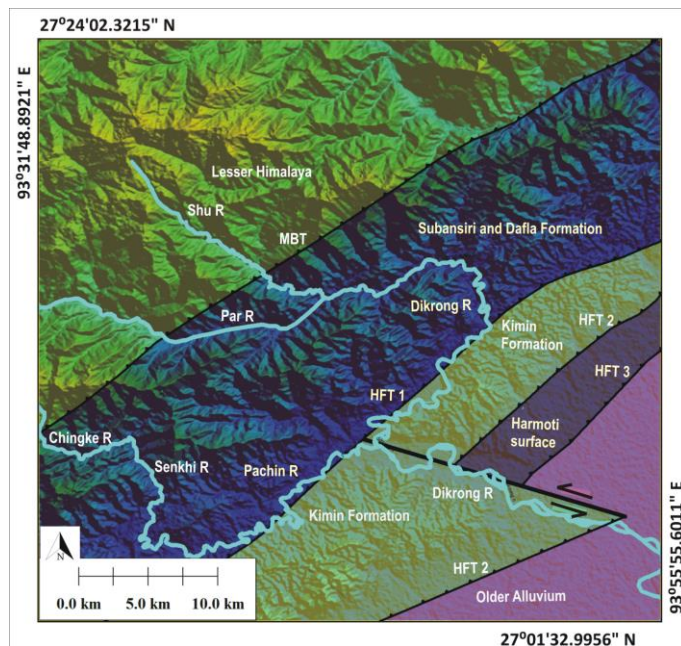 27°24'02.3215" N
93°31'48.8921" E
Lesser Himalaya
Shu R
MBT
Subansiri and Dafla Formation
Par R
Dikrong R
Kimin
Formation
HFT 2
HFT 1
HFT 3
Harmoti
surface
Chingke R
Senkhi R
Pachin R
Dikrong R
Kimin Formation
N
HFT 2
0.0 km 5.0 km 10.0 km
Older Alluvium
93°55'55.6011" E
27°01'32.9956" N